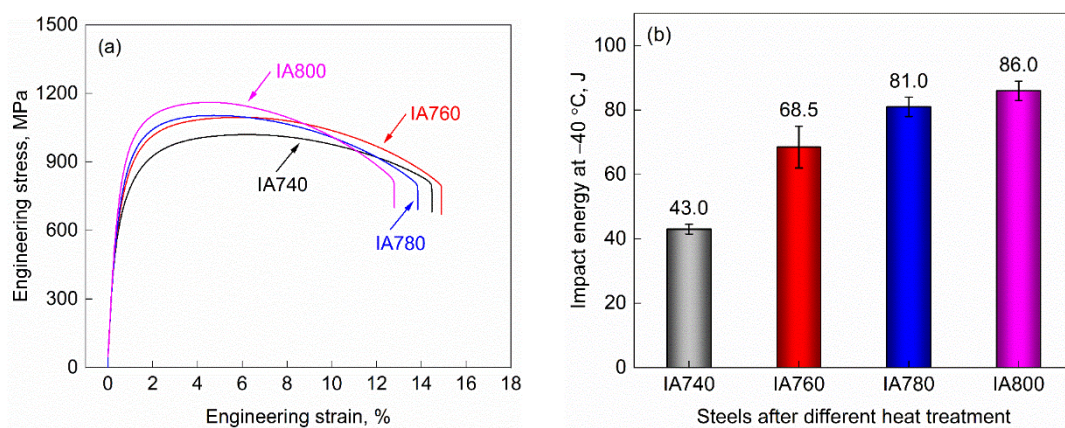 (a)
Engineering stress, MPa
1500
1200
900
600
300
0
IA800
IA760
IA740
IA780
0 2 4 6 8 10 12 14 16 18
Engineering strain, %
(b)
Impact energy at −40 °C, J
100
80
60
40
20
0
43.0
68.5
81.0
86.0
IA740 IA760 IA780 IA800
Steels after different heat treatment